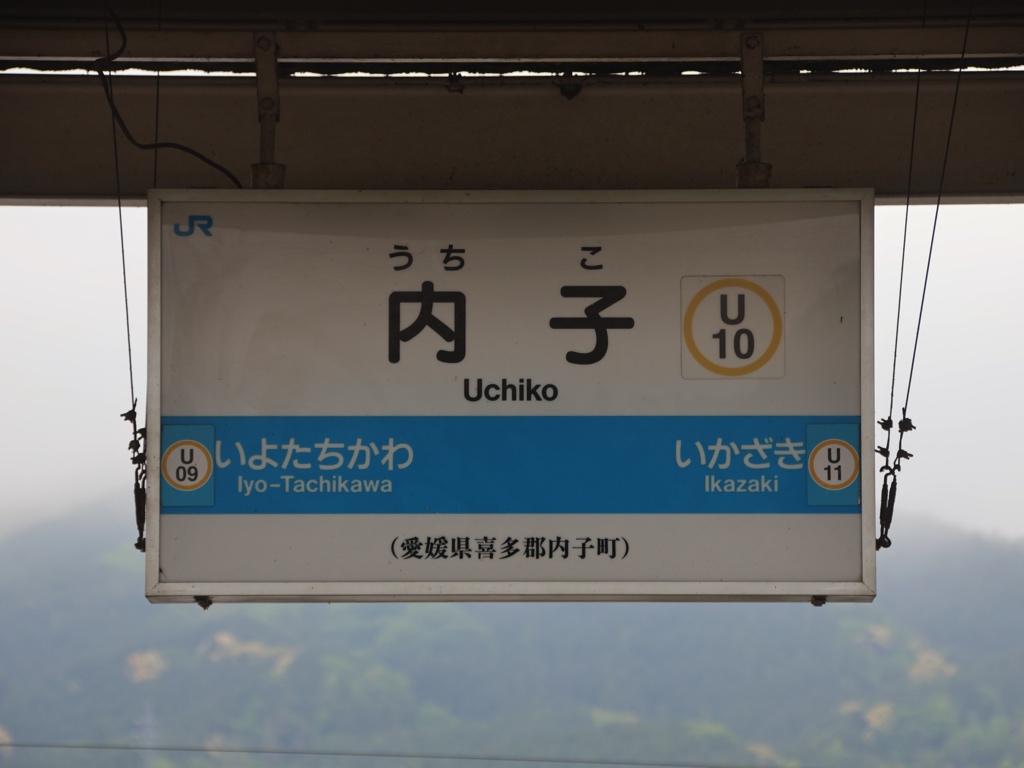 JR
うち こ
内 子
U
10
Uchiko
U
09
いよたちかわ
Iyo-Tachikawa
いかざき
Ikazaki
U
11
(愛媛県喜多郡内子町)